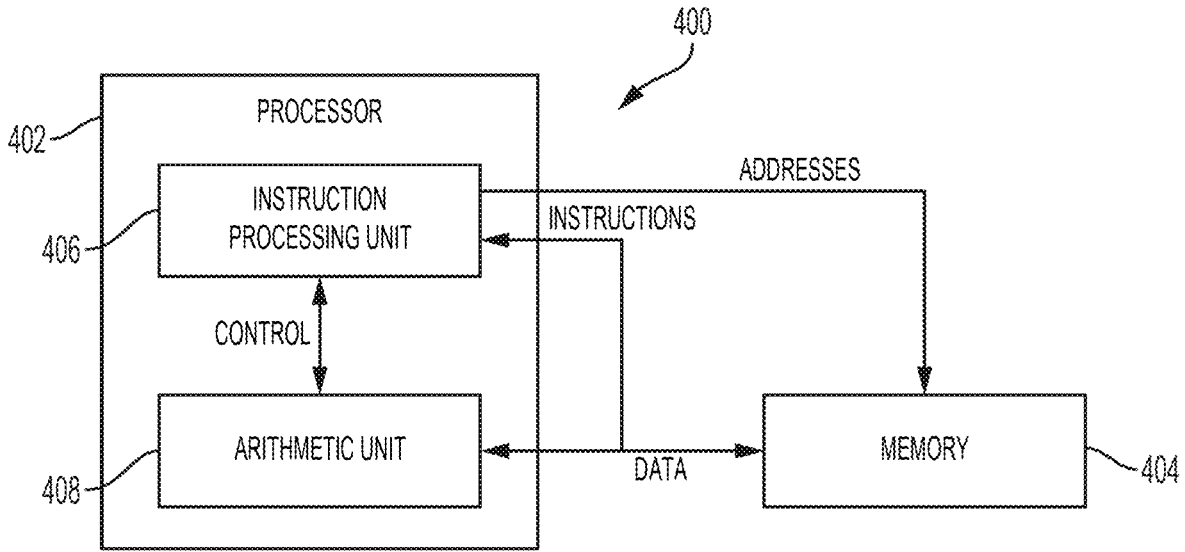 400
PROCESSOR
402
ADDRESSES
INSTRUCTION
PROCESSING UNIT
INSTRUCTIONS
406
CONTROL
ARITHMETIC UNIT
MEMORY
DATA
408
404